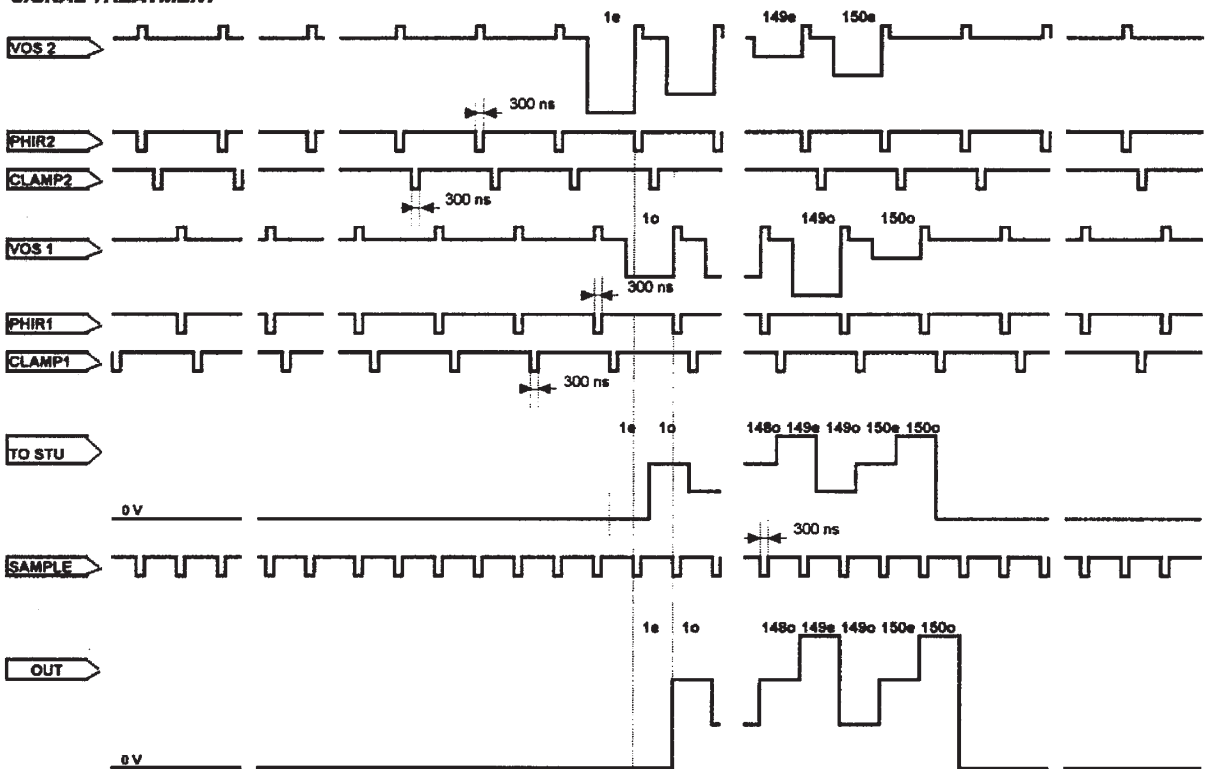 1e 149e 150e
VOS 2
300 ns
PHIR2
CLAMP2
300 ns
1o 149o 150o
VOS 1
300 ns
PHIR1
CLAMP1
300 ns
1e 1o 148o 149e 149o 150e 150o
TO STU
0 V
300 ns
SAMPLE
1e 1o 148o 149e 149o 150e 150o
OUT
0 V